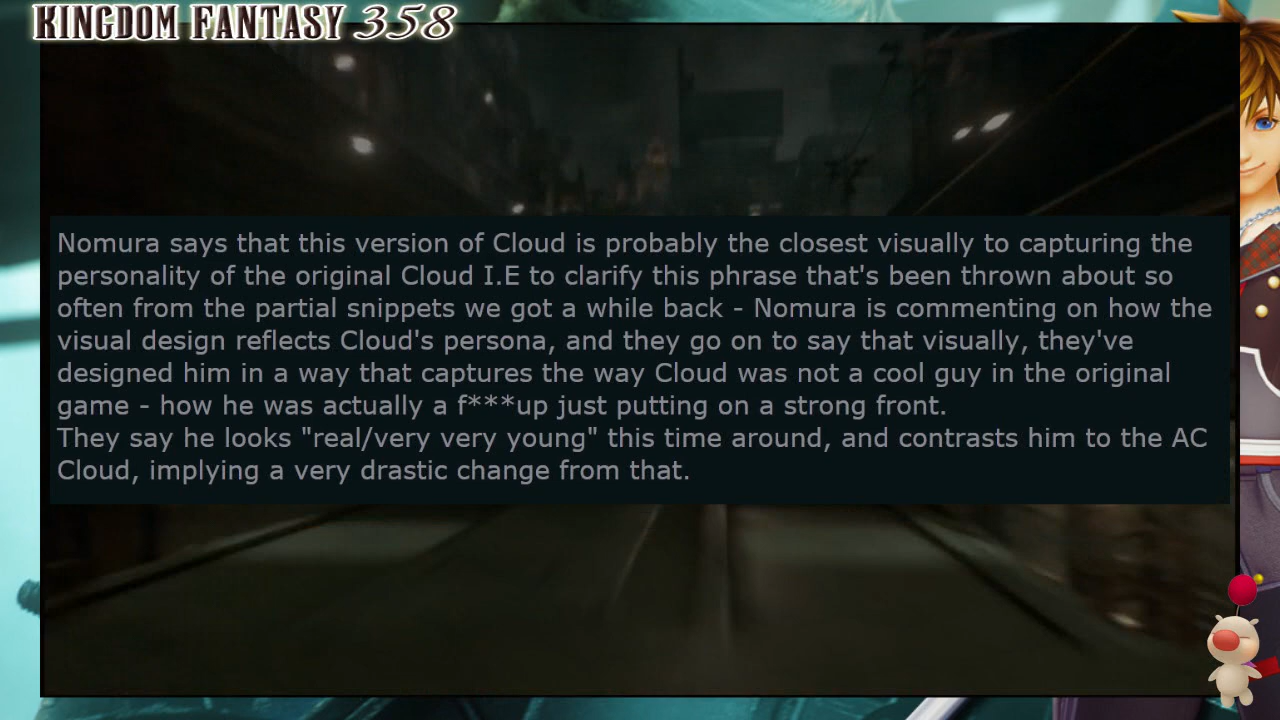 KINGDOM FANTASY 358
Nomura says that this version of Cloud is probably the closest visually to capturing the
personality of the original Cloud I.E to clarify this phrase that's been thrown about so
often from the partial snippets we got a while back - Nomura is commenting on how the
visual design reflects Cloud's persona, and they go on to say that visually, they've
designed him in a way that captures the way Cloud was not a cool guy in the original
game - how he was actually a f***up just putting on a strong front.
They say he looks "real/very very young" this time around, and contrasts him to the AC
Cloud, implying a very drastic change from that.